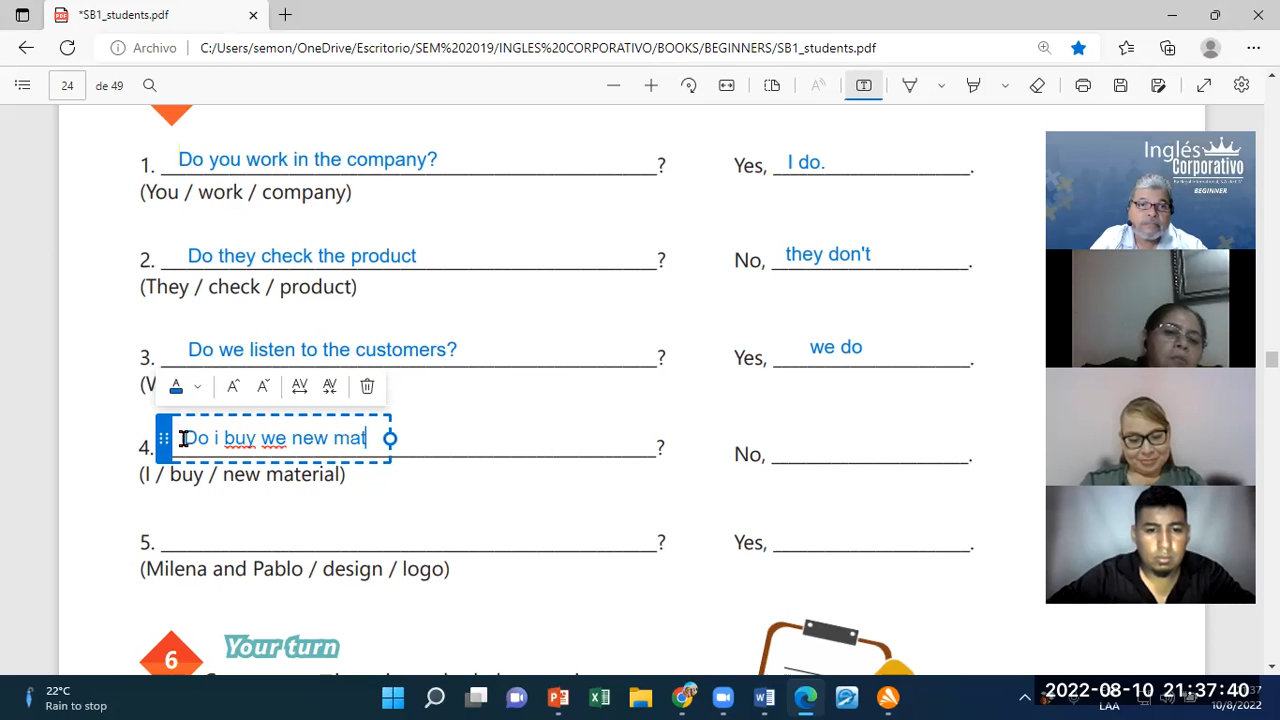 *SB1_students.pdf
Archivo
C:/Users/semon/OneDrive/Escritorio/SEM%202019/INGLES%20CORPORATIVO/BOOKS/BEGINNERS/SB1_students.pdf
24 de 49
1. Do you work in the company? ? Yes, I do. .
(You / work / company)
2. Do they check the product ? No, they don't .
(They / check / product)
3. Do we listen to the customers? ? Yes, we do .
(W
4. Do i buy we new mat ? No, .
(I / buy / new material)
5. ? Yes, .
(Milena and Pablo / design / logo)
6 Your turn
Inglés
Corporativo
BEGINNER
22°C
Rain to stop
2022-08-10 21:37:40
LAA
10/8/2022